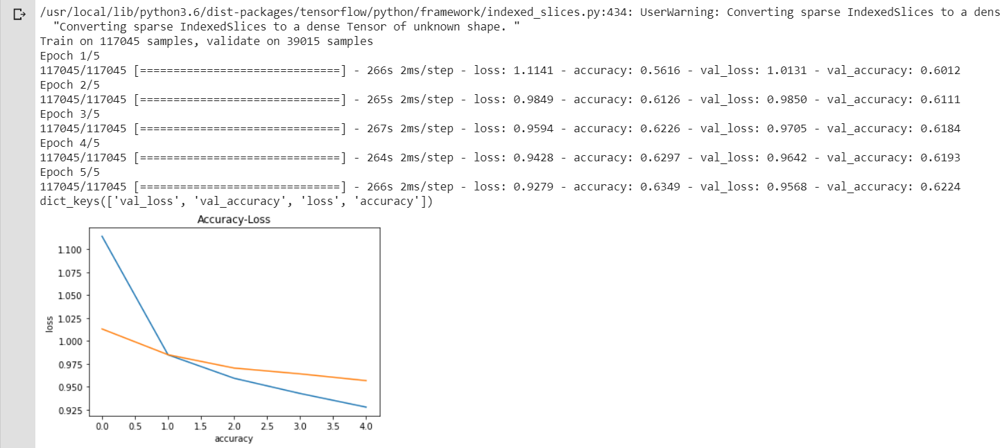 /usr/local/lib/python3.6/dist-packages/tensorflow/python/framework/indexed_slices.py:434: UserWarning: Converting sparse IndexedSlices to a dens
"Converting sparse IndexedSlices to a dense Tensor of unknown shape. "
Train on 117045 samples, validate on 39015 samples
Epoch 1/5
117045/117045 [==============================] - 266s 2ms/step - loss: 1.1141 - accuracy: 0.5616 - val_loss: 1.0131 - val_accuracy: 0.6012
Epoch 2/5
117045/117045 [==============================] - 265s 2ms/step - loss: 0.9849 - accuracy: 0.6126 - val_loss: 0.9850 - val_accuracy: 0.6111
Epoch 3/5
117045/117045 [==============================] - 267s 2ms/step - loss: 0.9594 - accuracy: 0.6226 - val_loss: 0.9705 - val_accuracy: 0.6184
Epoch 4/5
117045/117045 [==============================] - 264s 2ms/step - loss: 0.9428 - accuracy: 0.6297 - val_loss: 0.9642 - val_accuracy: 0.6193
Epoch 5/5
117045/117045 [==============================] - 266s 2ms/step - loss: 0.9279 - accuracy: 0.6349 - val_loss: 0.9568 - val_accuracy: 0.6224
dict_keys(['val_loss', 'val_accuracy', 'loss', 'accuracy'])
Accuracy-Loss
1.100
1.075
1.050
1.025
1.000
0.975
0.950
0.925
loss
0.0 0.5 1.0 1.5 2.0 2.5 3.0 3.5 4.0
accuracy